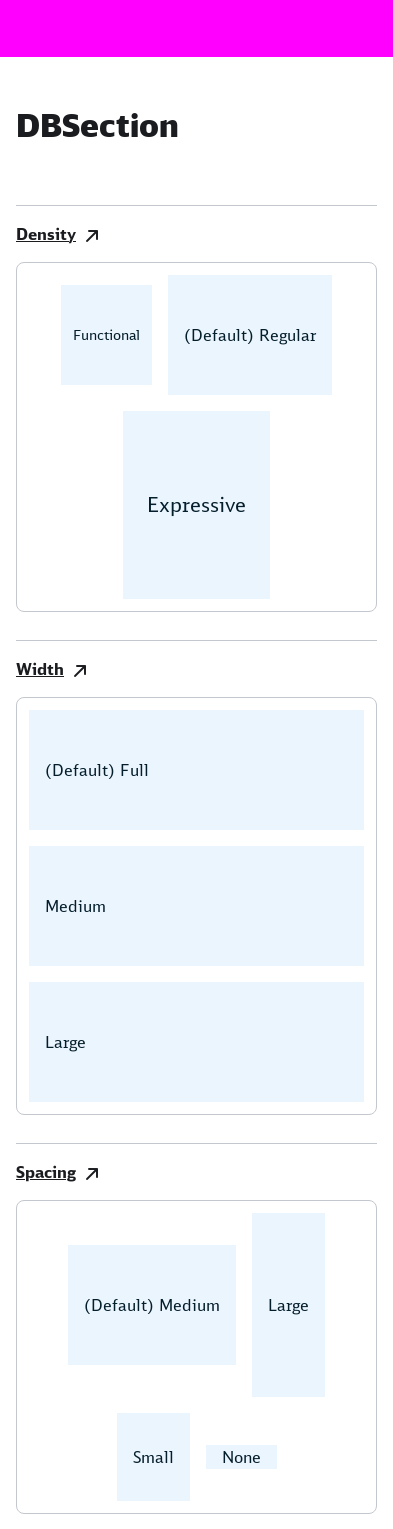 DBSection
Density
Functional
(Default) Regular
Expressive
Width
(Default) Full
Medium
Large
Spacing
(Default) Medium
Large
Small
None